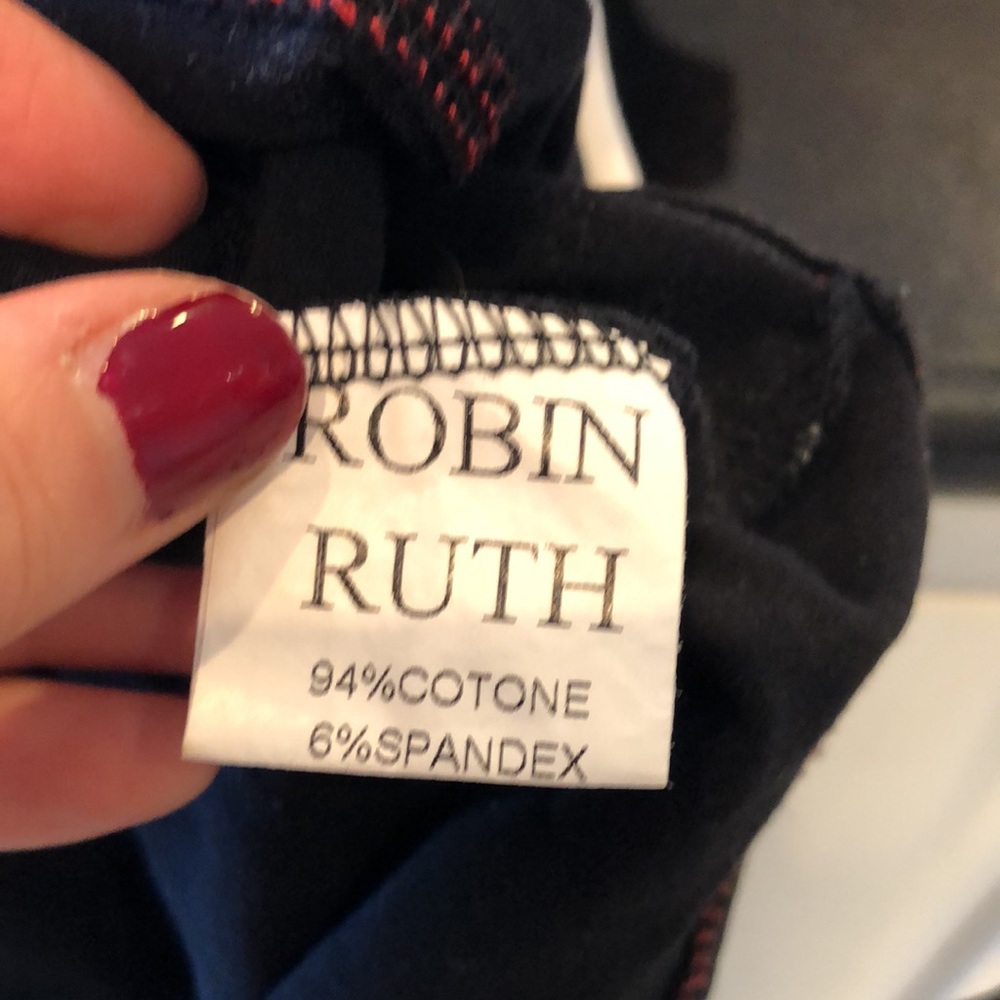 ROBIN
RUTH
94%COTONE
6%SPANDEX